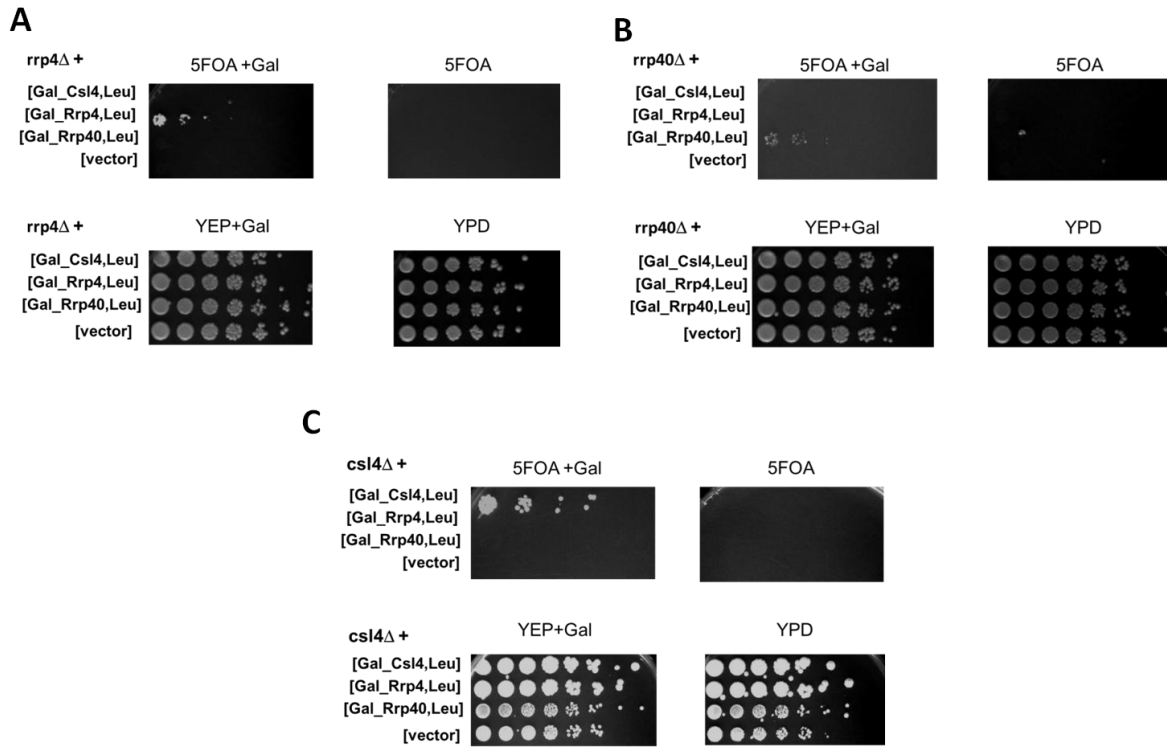 A
rrp4Δ +
5FOA +Gal
5FOA
[Gal_Csl4,Leu]
[Gal_Rrp4,Leu]
[Gal_Rrp40,Leu]
[vector]
rrp4Δ +
YEP+Gal
YPD
[Gal_Csl4,Leu]
[Gal_Rrp4,Leu]
[Gal_Rrp40,Leu]
[vector]
B
rrp40Δ +
5FOA +Gal
5FOA
[Gal_Csl4,Leu]
[Gal_Rrp4,Leu]
[Gal_Rrp40,Leu]
[vector]
rrp40Δ +
YEP+Gal
YPD
[Gal_Csl4,Leu]
[Gal_Rrp4,Leu]
[Gal_Rrp40,Leu]
[vector]
C
csl4Δ +
5FOA +Gal
5FOA
[Gal_Csl4,Leu]
[Gal_Rrp4,Leu]
[Gal_Rrp40,Leu]
[vector]
csl4Δ +
YEP+Gal
YPD
[Gal_Csl4,Leu]
[Gal_Rrp4,Leu]
[Gal_Rrp40,Leu]
[vector]